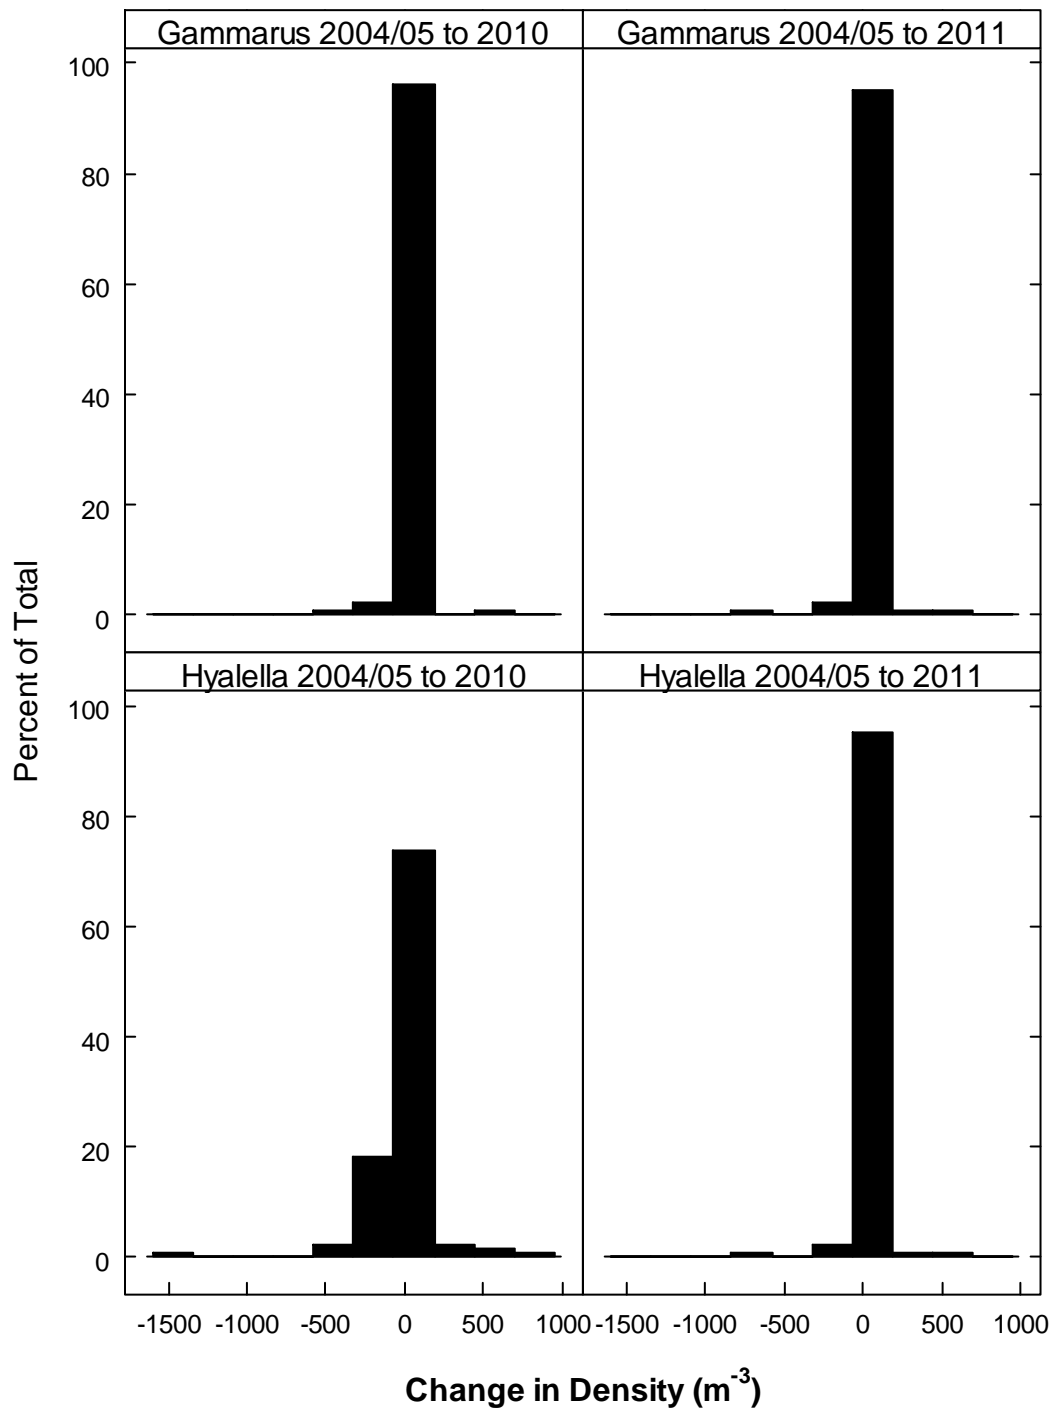 Gammarus 2004/05 to 2010 Gammarus 2004/05 to 2011
100
80
60
40
20
0
Percent of Total
Hyalella 2004/05 to 2010 Hyalella 2004/05 to 2011
100
80
60
40
20
0
-1500 -1000 -500 0 500 1000 -1500 -1000 -500 0 500 1000
Change in Density (m⁻³)